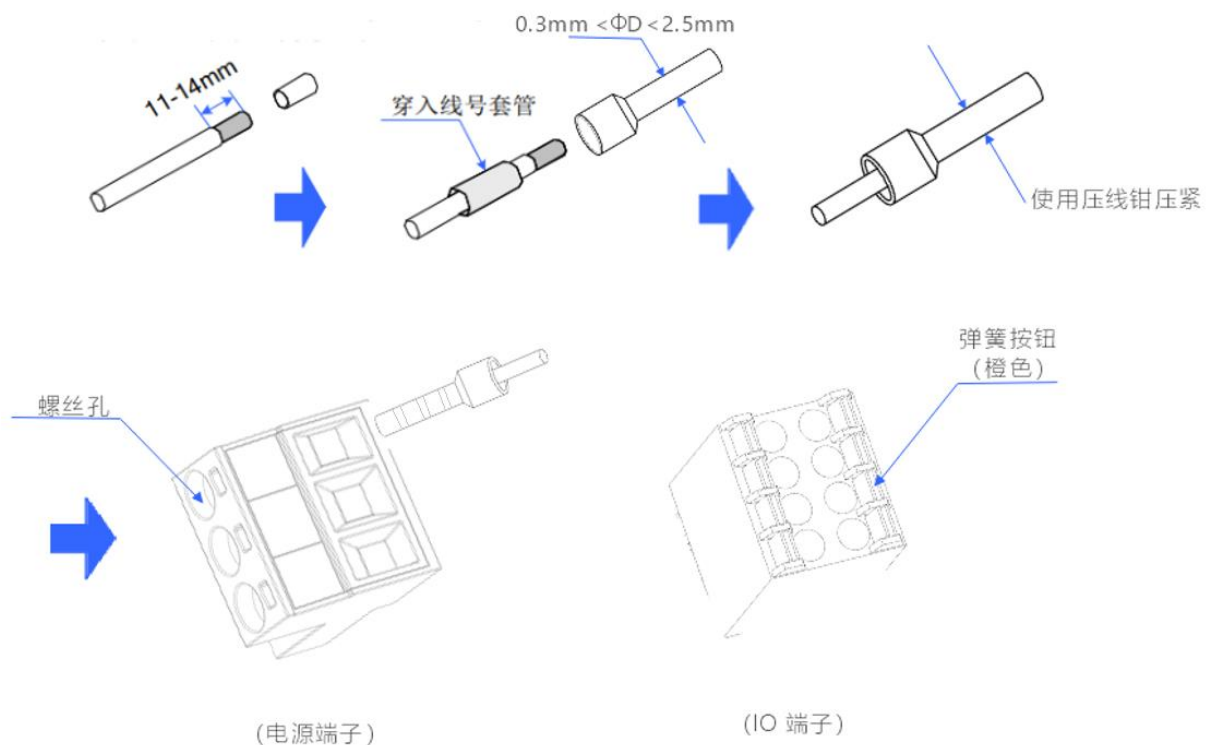 0.3mm <ΦD <2.5mm
11-14mm
穿入线号套管
使用压线钳压紧
弹簧按钮
(橙色)
螺丝孔
(电源端子)
(IO 端子)